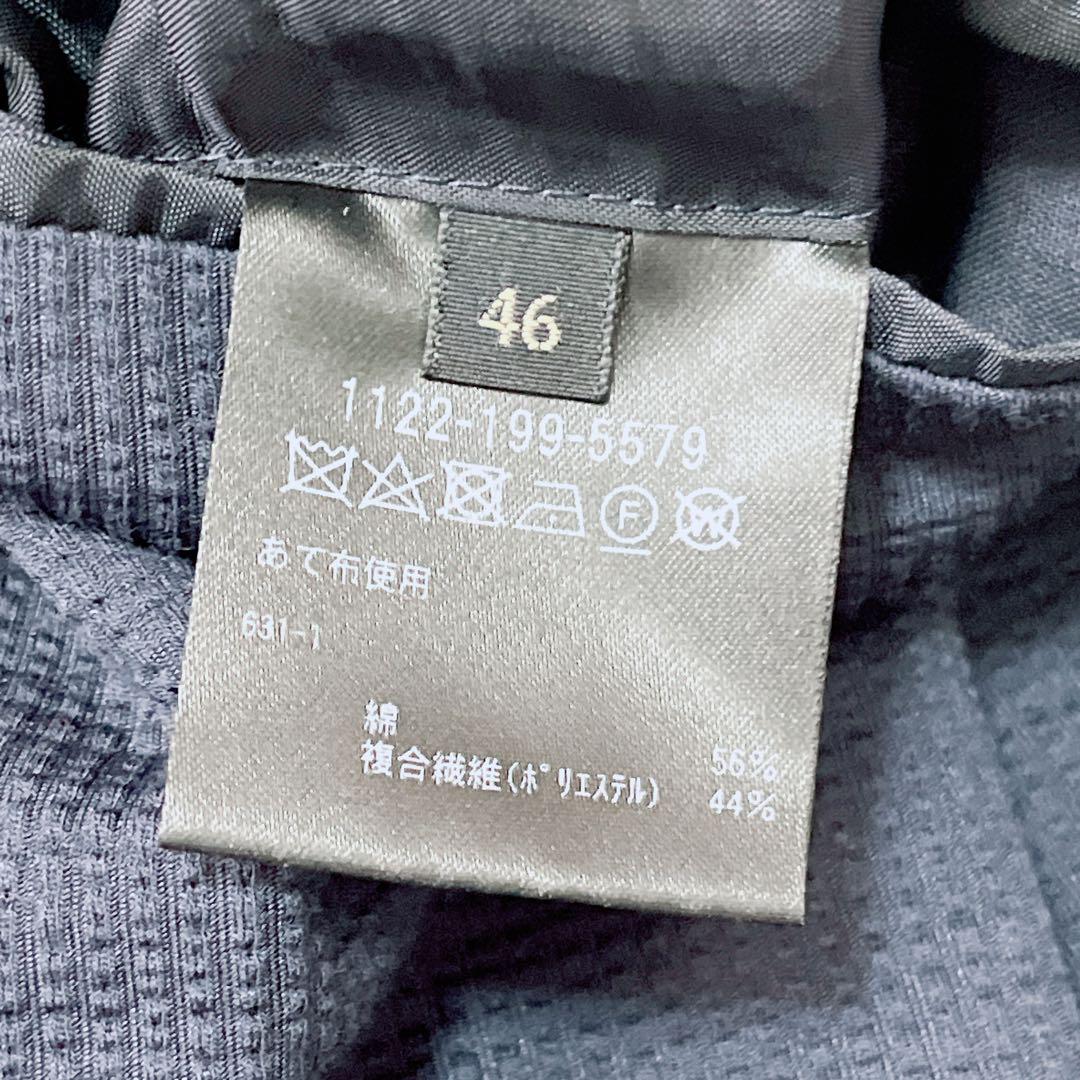 46
1122-199-5579
F W
あて布使用
631-1
綿 56%
複合繊維(ポリエステル) 44%